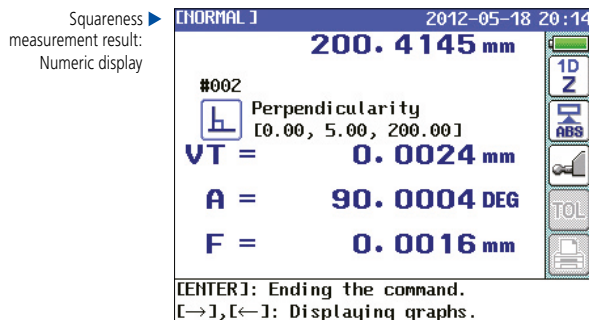 Squareness ▶
measurement result:
Numeric display
[NORMAL] 2012-05-18 20:14
200.4145 mm
1D
Z
#002
Perpendicularity
[0.00, 5.00, 200.00]
ABS
VT = 0.0024 mm
A = 90.0004 DEG
TOL
F = 0.0016 mm
[ENTER]: Ending the command.
[→],[←]: Displaying graphs.